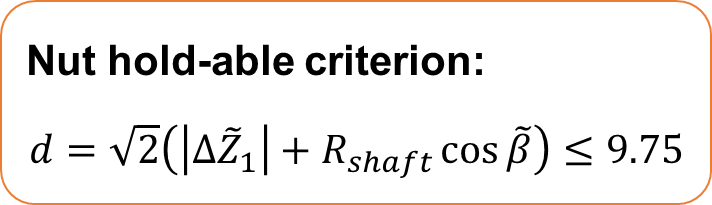 Nut hold-able criterion:
d = √2(|ΔZ̃₁| + R_shaft cos β̃) ≤ 9.75